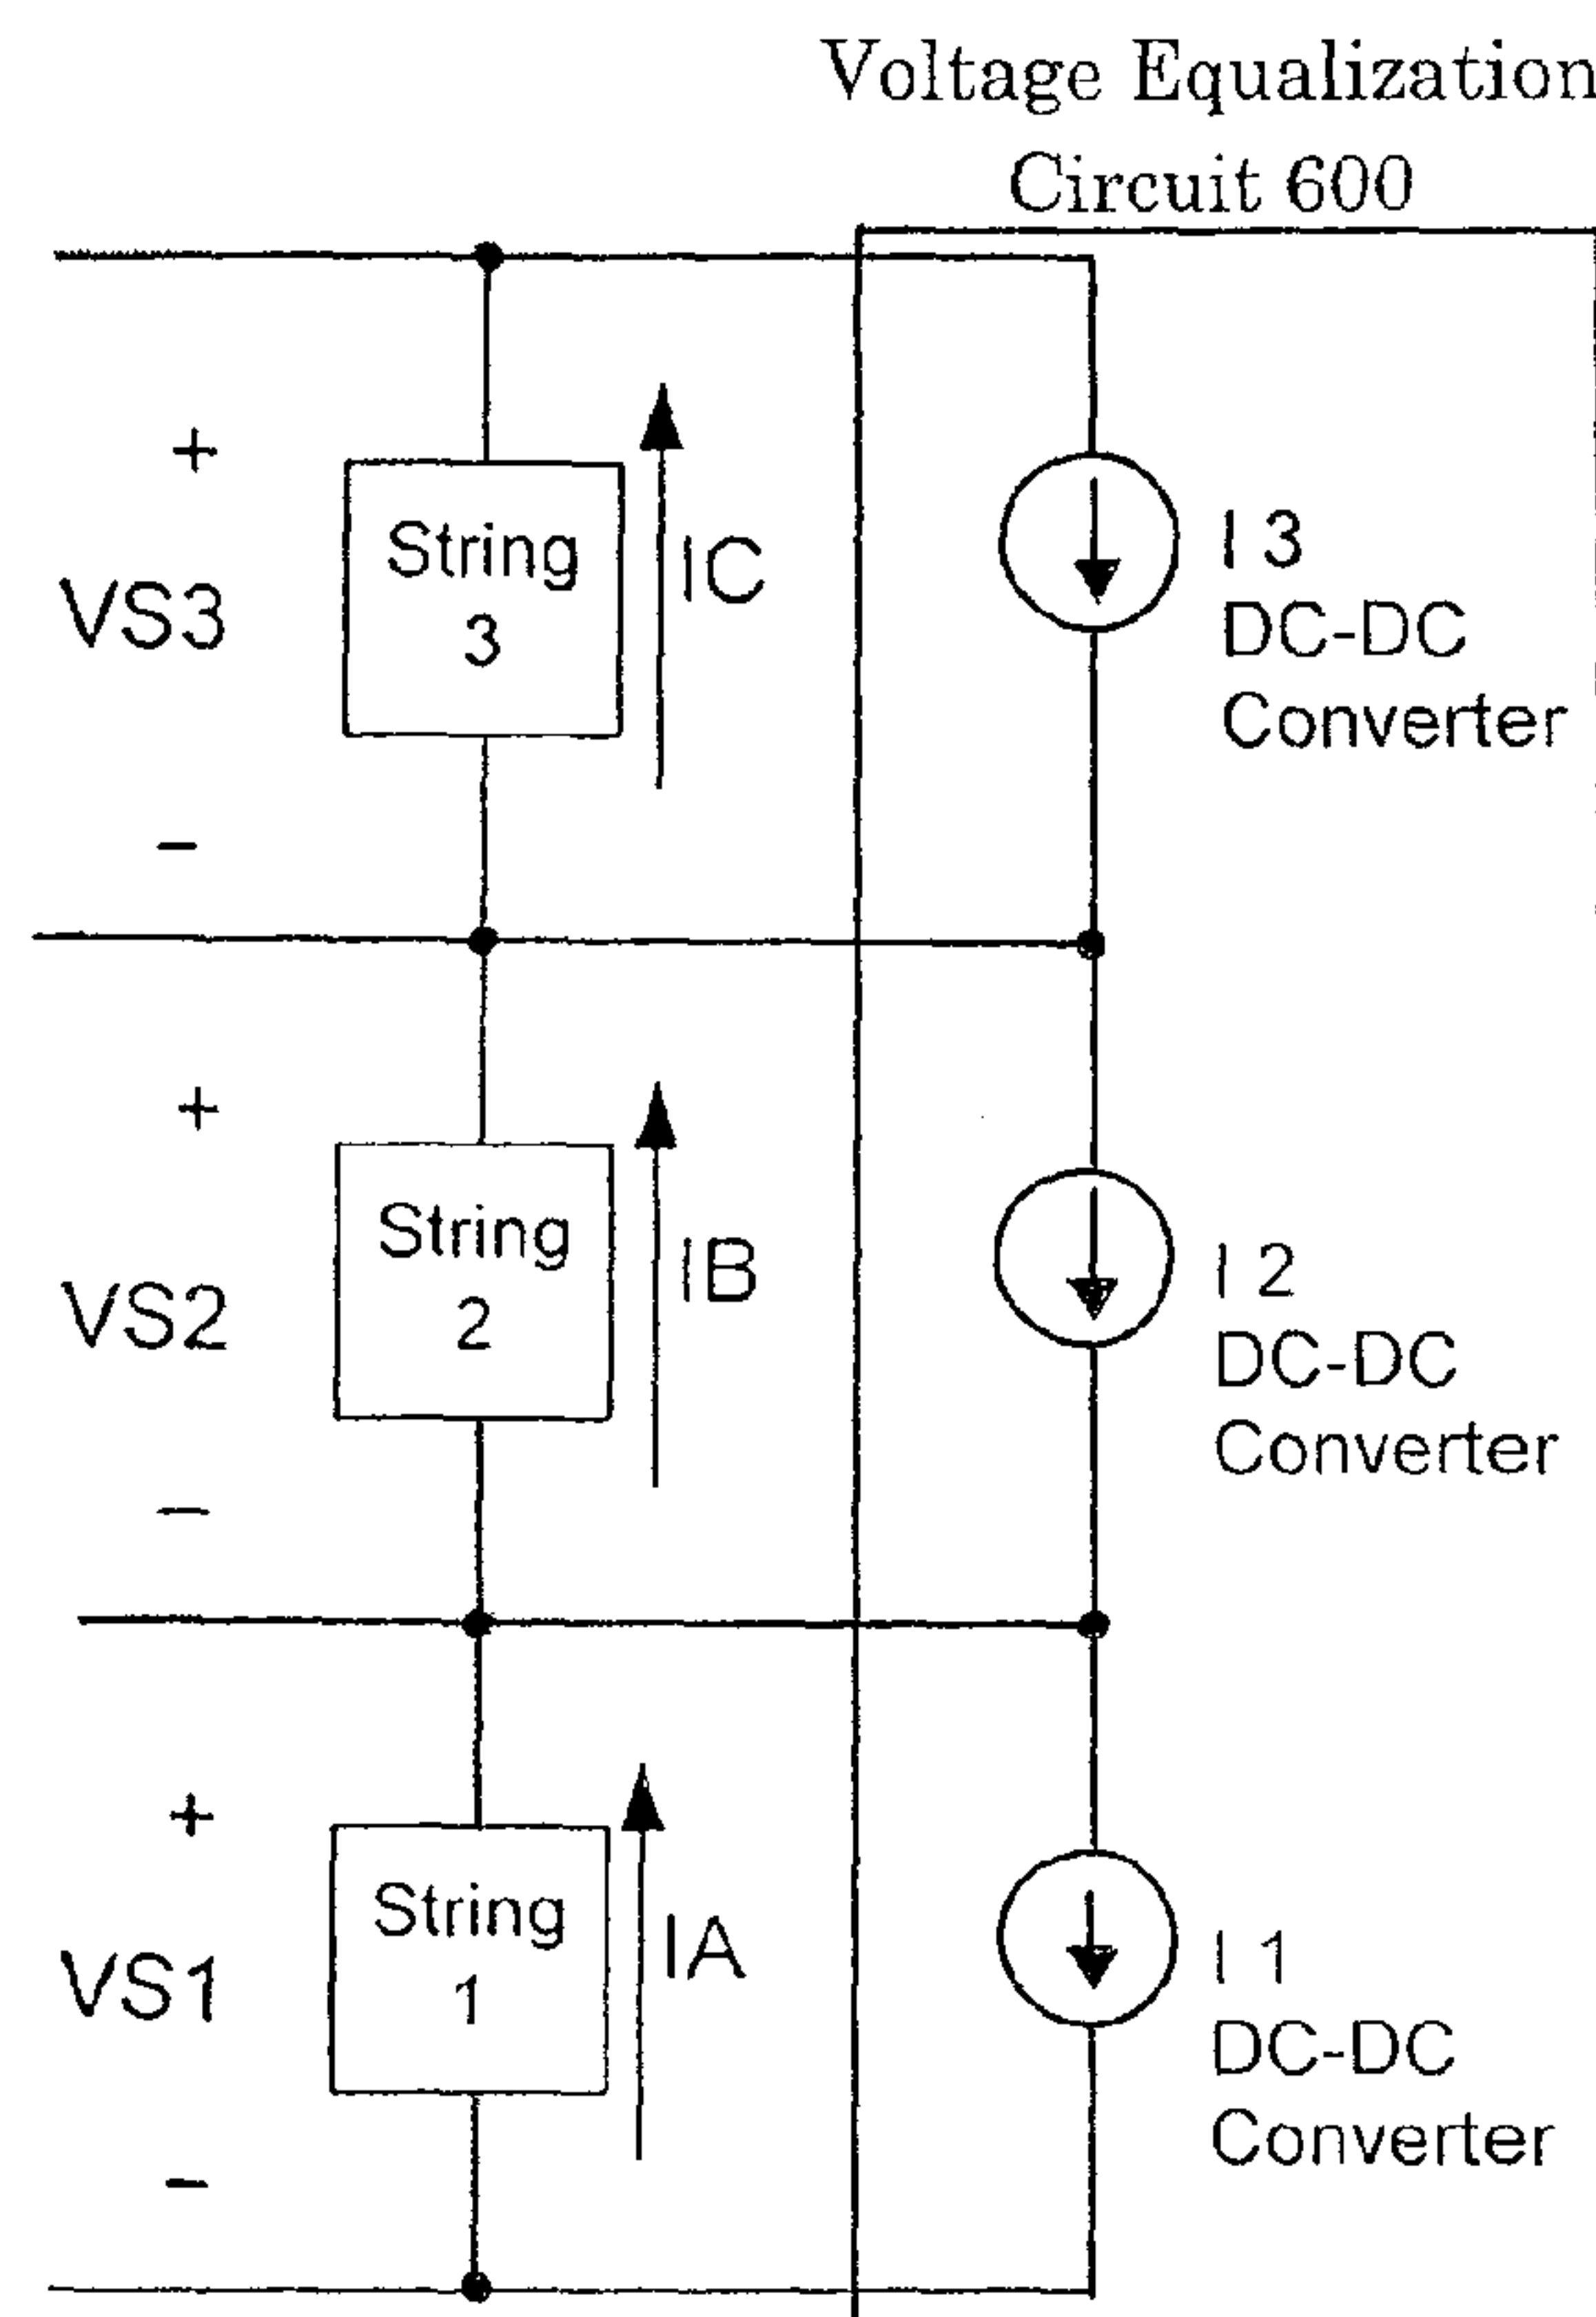 Voltage Equalization
Circuit 600
+
String
3
IC
VS3
I 3
DC-DC
Converter
−
+
String
2
IB
VS2
I 2
DC-DC
Converter
−
+
String
1
IA
VS1
I 1
DC-DC
Converter
−